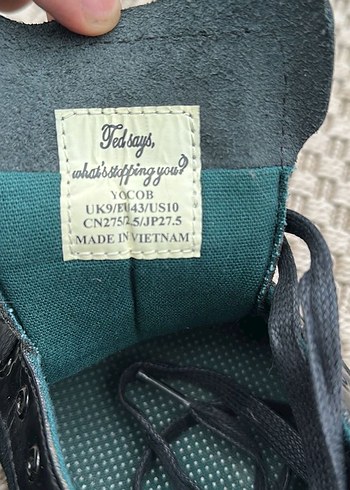 Ted says,
what's stopping you?
YOCOB
UK9/EU43/US10
CN275/2.5/JP27.5
MADE IN VIETNAM